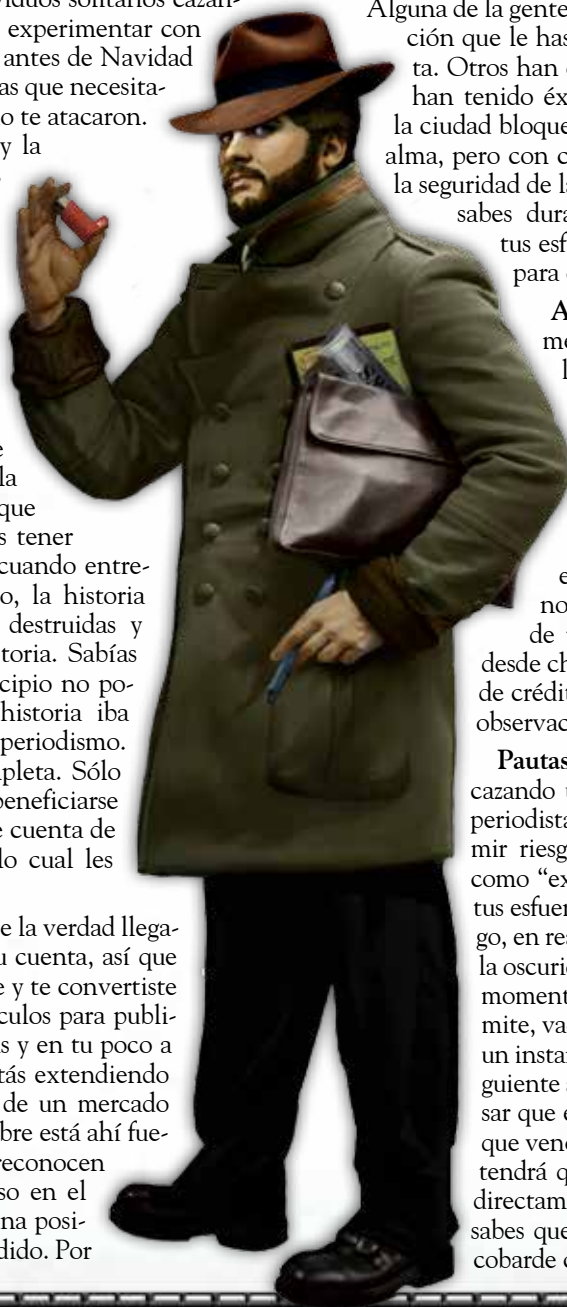 viduos solitarios cazan-
experimentar con
antes de Navidad
as que necesita-
o te atacaron.
y la
e
la
que
s tener
cuando entre-
o, la historia
destruidas y
toria. Sabías
cipio no po-
historia iba
periodismo.
pleta. Sólo
beneficiarse
e cuenta de
lo cual les
e la verdad llega-
u cuenta, así que
e y te convertiste
culos para publi-
s y en tu poco a
tás extendiendo
de un mercado
bre está ahí fue-
reconocen
so en el
na posi-
dido. Por
Alguna de la gente
ción que le has
ta. Otros han
han tenido éx
la ciudad bloque
alma, pero con c
la seguridad de la
sabes dura
tus esf
para
A
me
l
e
no
de
desde ch
de crédit
observac
Pautas
cazando
periodista
mir riesg
como “ex
tus esfuer
go, en rea
la oscuri
moment
mite, va
un instan
guiente
sar que e
que venc
tendrá q
directam
sabes que
cobarde